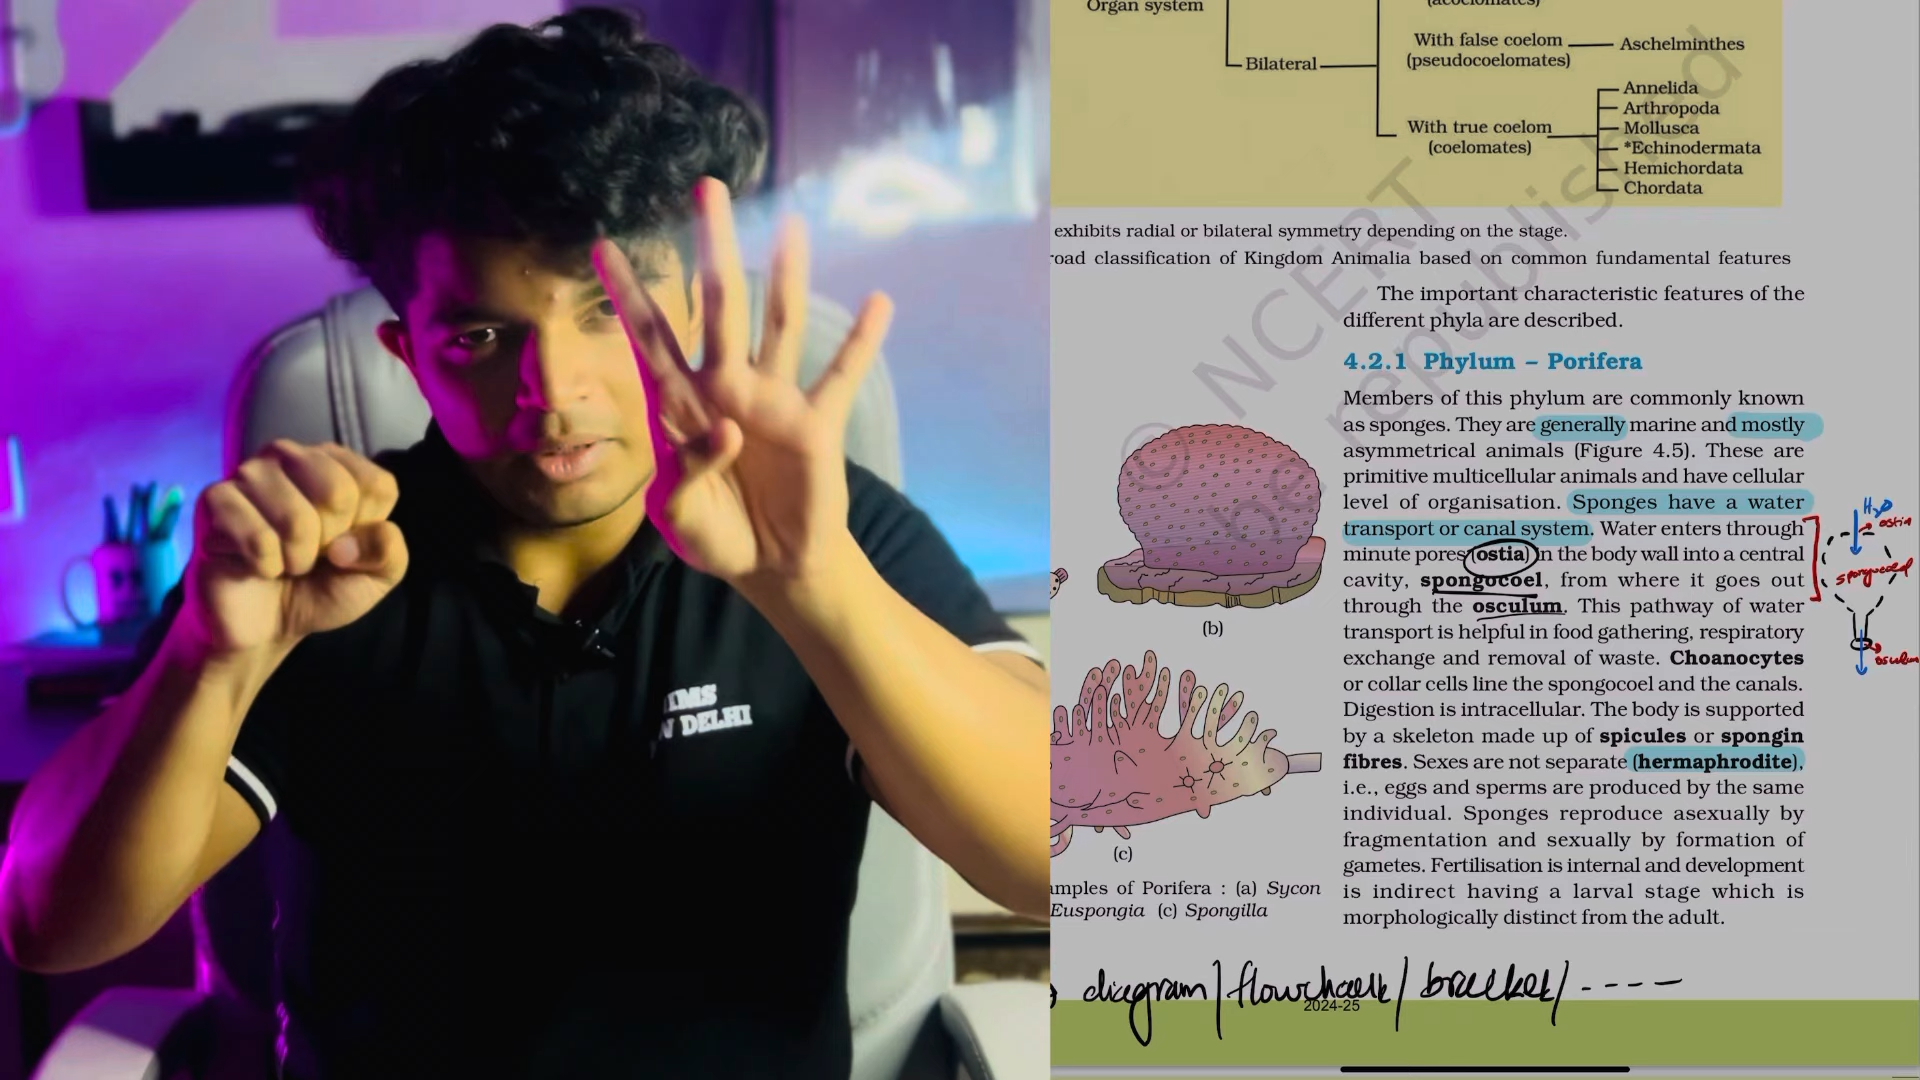 IMS
N DELHI
Organ system
(acoelomates)
With false coelom
(pseudocoelomates)
Aschelminthes
Bilateral
With true coelom
(coelomates)
Annelida
Arthropoda
Mollusca
*Echinodermata
Hemichordata
Chordata
exhibits radial or bilateral symmetry depending on the stage.
road classification of Kingdom Animalia based on common fundamental features
© NCERT
be republished
The important characteristic features of the
different phyla are described.
4.2.1 Phylum – Porifera
Members of this phylum are commonly known
as sponges. They are generally marine and mostly
asymmetrical animals (Figure 4.5). These are
primitive multicellular animals and have cellular
level of organisation. Sponges have a water
transport or canal system. Water enters through
minute pores (ostia) in the body wall into a central
cavity, spongocoel, from where it goes out
through the osculum. This pathway of water
transport is helpful in food gathering, respiratory
exchange and removal of waste. Choanocytes
or collar cells line the spongocoel and the canals.
Digestion is intracellular. The body is supported
by a skeleton made up of spicules or spongin
fibres. Sexes are not separate (hermaphrodite),
i.e., eggs and sperms are produced by the same
individual. Sponges reproduce asexually by
fragmentation and sexually by formation of
gametes. Fertilisation is internal and development
is indirect having a larval stage which is
morphologically distinct from the adult.
H₂O
ostia
spongocoel
osculum
(b)
(c)
amples of Porifera : (a) Sycon
Euspongia (c) Spongilla
diagram/flowchart/bracket/----
2024-25